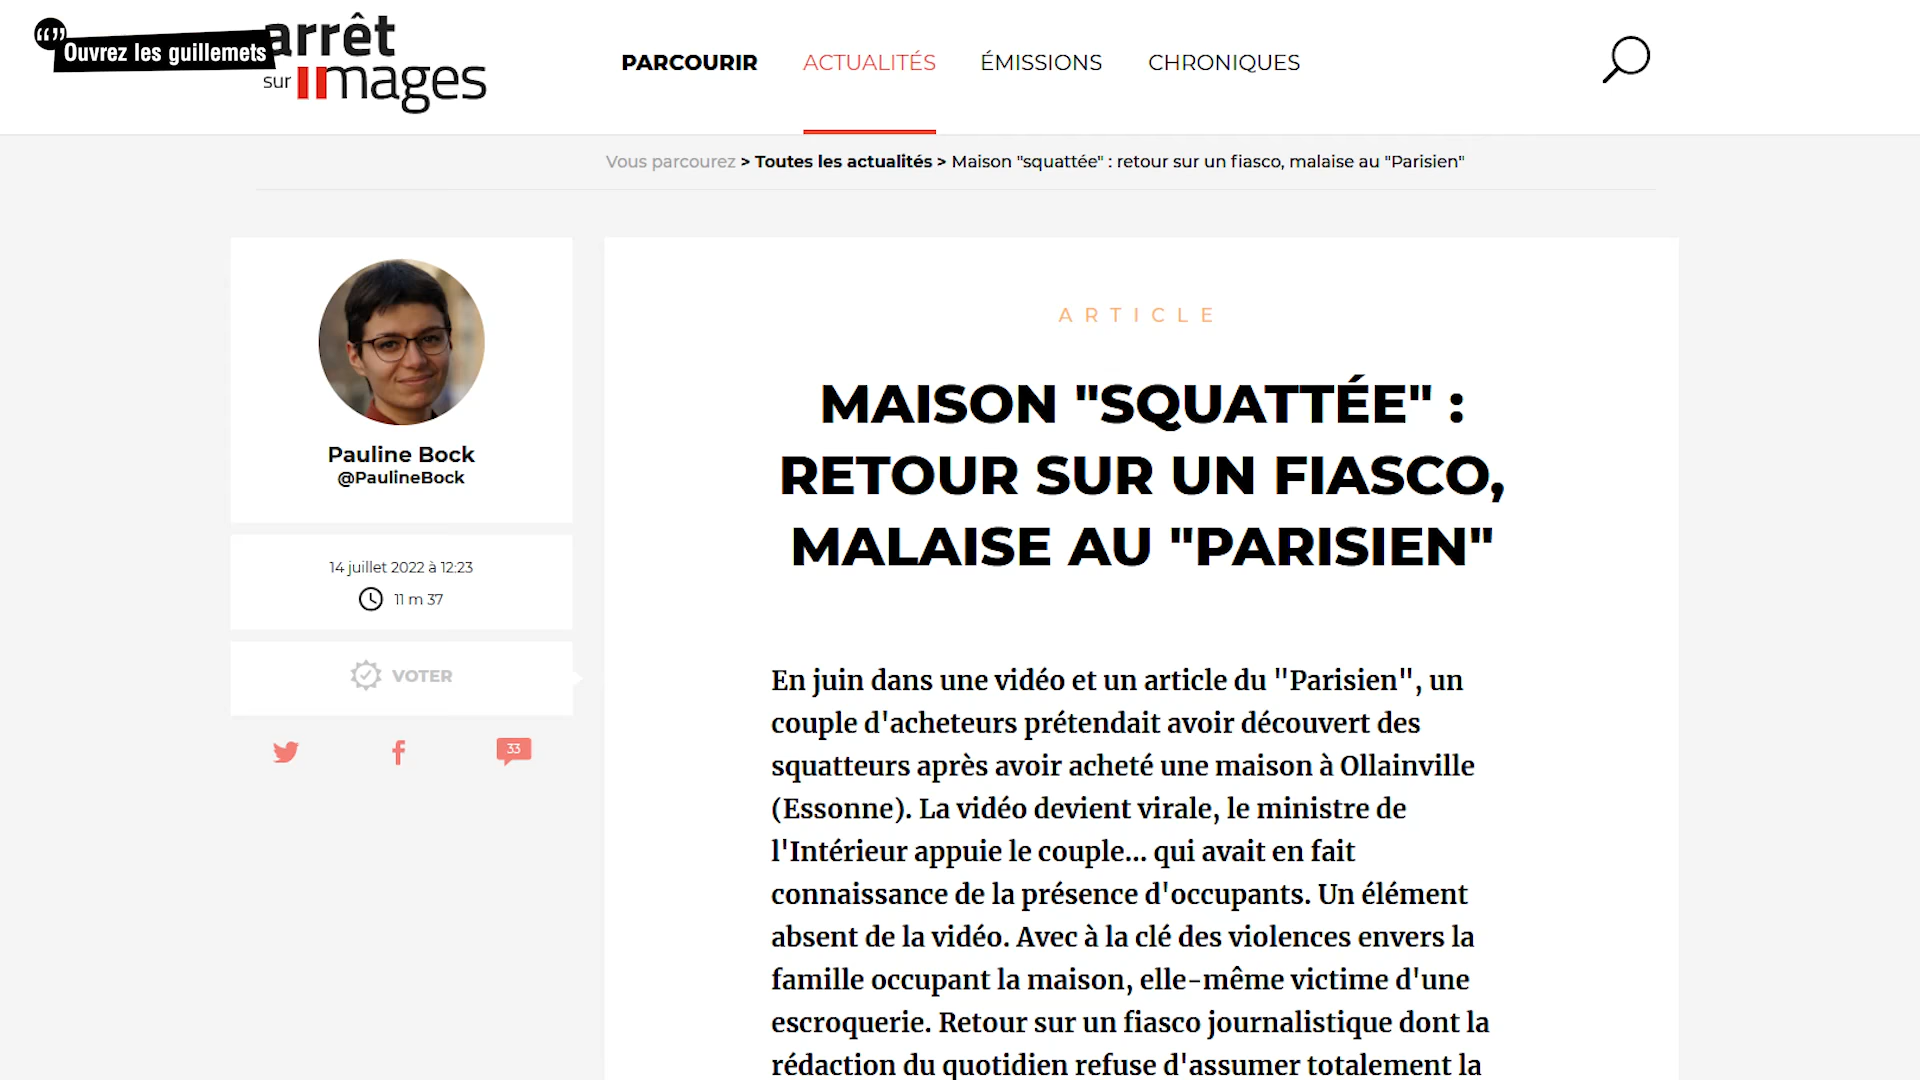 Ouvrez les guillemets
arrêt
sur images
PARCOURIR ACTUALITÉS ÉMISSIONS CHRONIQUES
Vous parcourez > Toutes les actualités > Maison "squattée" : retour sur un fiasco, malaise au "Parisien"
Pauline Bock
@PaulineBock
14 juillet 2022 à 12:23
11 m 37
VOTER
33
ARTICLE
MAISON "SQUATTÉE" :
RETOUR SUR UN FIASCO,
MALAISE AU "PARISIEN"
En juin dans une vidéo et un article du "Parisien", un
couple d'acheteurs prétendait avoir découvert des
squatteurs après avoir acheté une maison à Ollainville
(Essonne). La vidéo devient virale, le ministre de
l'Intérieur appuie le couple... qui avait en fait
connaissance de la présence d'occupants. Un élément
absent de la vidéo. Avec à la clé des violences envers la
famille occupant la maison, elle-même victime d'une
escroquerie. Retour sur un fiasco journalistique dont la
rédaction du quotidien refuse d'assumer totalement la